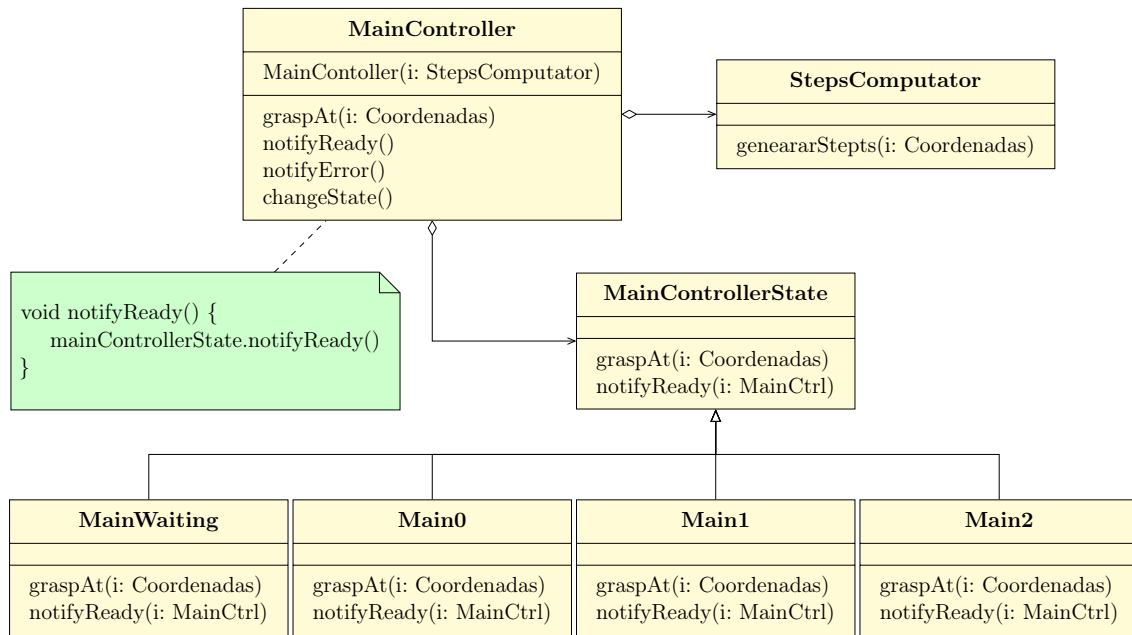 MainController
MainContoller(i: StepsComputator)
graspAt(i: Coordenadas)
notifyReady()
notifyError()
changeState()
StepsComputator
geneararStepts(i: Coordenadas)
void notifyReady() {
mainControllerState.notifyReady()
}
MainControllerState
graspAt(i: Coordenadas)
notifyReady(i: MainCtrl)
MainWaiting
graspAt(i: Coordenadas)
notifyReady(i: MainCtrl)
Main0
graspAt(i: Coordenadas)
notifyReady(i: MainCtrl)
Main1
graspAt(i: Coordenadas)
notifyReady(i: MainCtrl)
Main2
graspAt(i: Coordenadas)
notifyReady(i: MainCtrl)